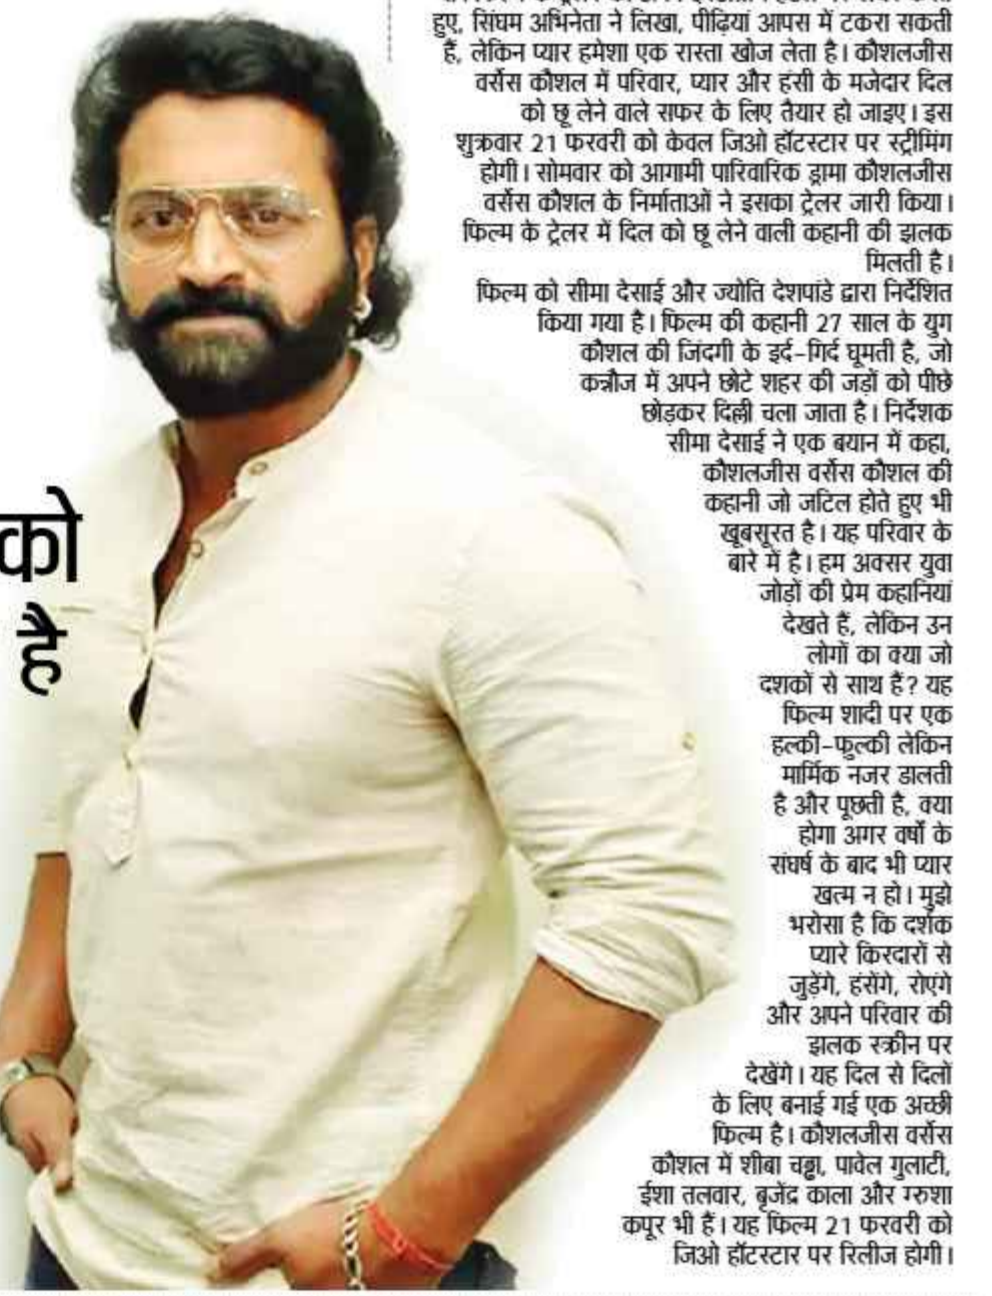 को
है
हुए, सिंघम अभिनेता ने लिखा, पीढ़ियां आपस में टकरा सकती
हैं, लेकिन प्यार हमेशा एक रास्ता खोज लेता है। कौशलजीस
वर्सेस कौशल में परिवार, प्यार और हंसी के मजेदार दिल
को छू लेने वाले सफर के लिए तैयार हो जाइए। इस
शुक्रवार 21 फरवरी को केवल जिओ हॉटस्टार पर स्ट्रीमिंग
होगी। सोमवार को आगामी पारिवारिक ड्रामा कौशलजीस
वर्सेस कौशल के निर्माताओं ने इसका ट्रेलर जारी किया।
फिल्म के ट्रेलर में दिल को छू लेने वाली कहानी की झलक
मिलती है।
फिल्म को सीमा देसाई और ज्योति देशपांडे द्वारा निर्देशित
किया गया है। फिल्म की कहानी 27 साल के युग
कौशल की जिंदगी के इर्द-गिर्द घूमती है, जो
कन्नौज में अपने छोटे शहर की जड़ों को पीछे
छोड़कर दिल्ली चला जाता है। निर्देशक
सीमा देसाई ने एक बयान में कहा,
कौशलजीस वर्सेस कौशल की
कहानी जो जटिल होते हुए भी
खूबसूरत है। यह परिवार के
बारे में है। हम अक्सर युवा
जोड़ों की प्रेम कहानियां
देखते हैं, लेकिन उन
लोगों का क्या जो
दशकों से साथ हैं? यह
फिल्म शादी पर एक
हल्की-फुल्की लेकिन
मार्मिक नजर डालती
है और पूछती है, क्या
होगा अगर वर्षों के
संघर्ष के बाद भी प्यार
खत्म न हो। मुझे
भरोसा है कि दर्शक
प्यारे किरदारों से
जुड़ेंगे, हंसेंगे, रोएंगे
और अपने परिवार की
झलक स्क्रीन पर
देखेंगे। यह दिल से दिलों
के लिए बनाई गई एक अच्छी
फिल्म है। कौशलजीस वर्सेस
कौशल में शीबा चड्ढा, पावेल गुलाटी,
ईशा तलवार, बृजेंद्र काला और ग्रुशा
कपूर भी हैं। यह फिल्म 21 फरवरी को
जिओ हॉटस्टार पर रिलीज होगी।